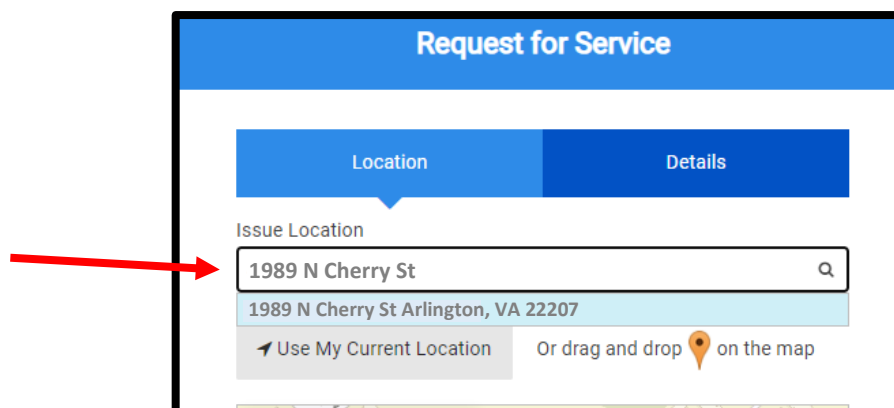 Request for Service
Location Details
Issue Location
1989 N Cherry St
1989 N Cherry St Arlington, VA 22207
Use My Current Location Or drag and drop on the map